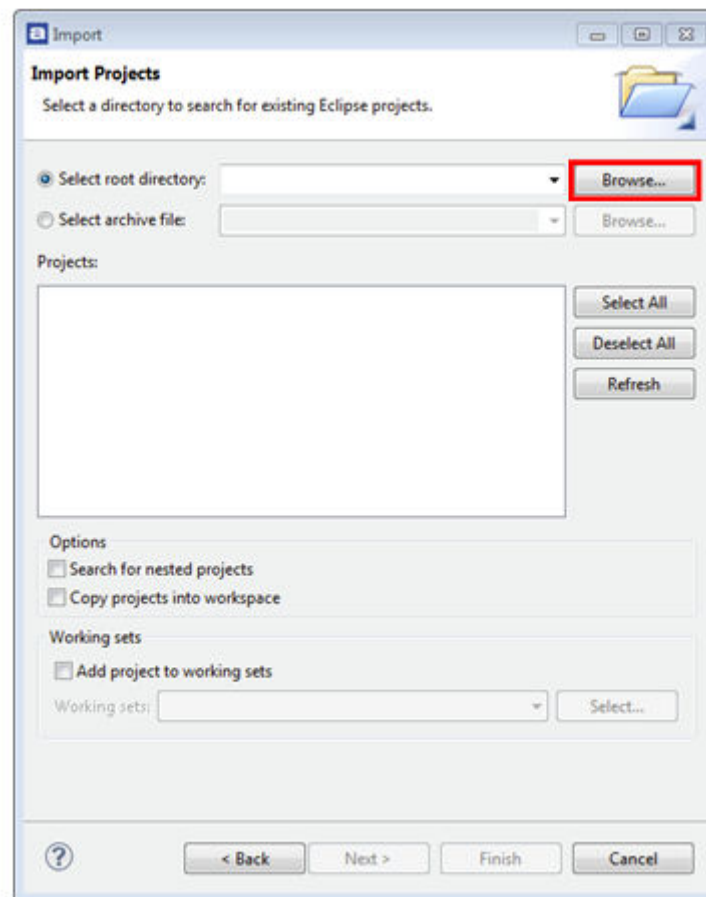 Import
Import Projects
Select a directory to search for existing Eclipse projects.
Select root directory: Browse...
Select archive file: Browse...
Projects:
Select All
Deselect All
Refresh
Options
Search for nested projects
Copy projects into workspace
Working sets
Add project to working sets
Working sets: Select...
? < Back Next > Finish Cancel